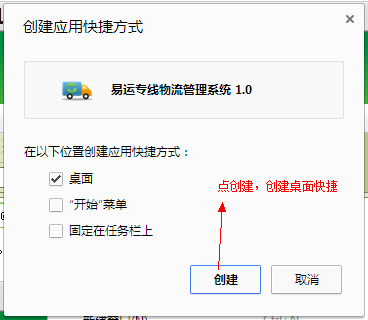 创建应用快捷方式
易运专线物流管理系统 1.0
在以下位置创建应用快捷方式：
桌面
点创建，创建桌面快捷
"开始"菜单
固定在任务栏上
创建
取消
Ctrl+N